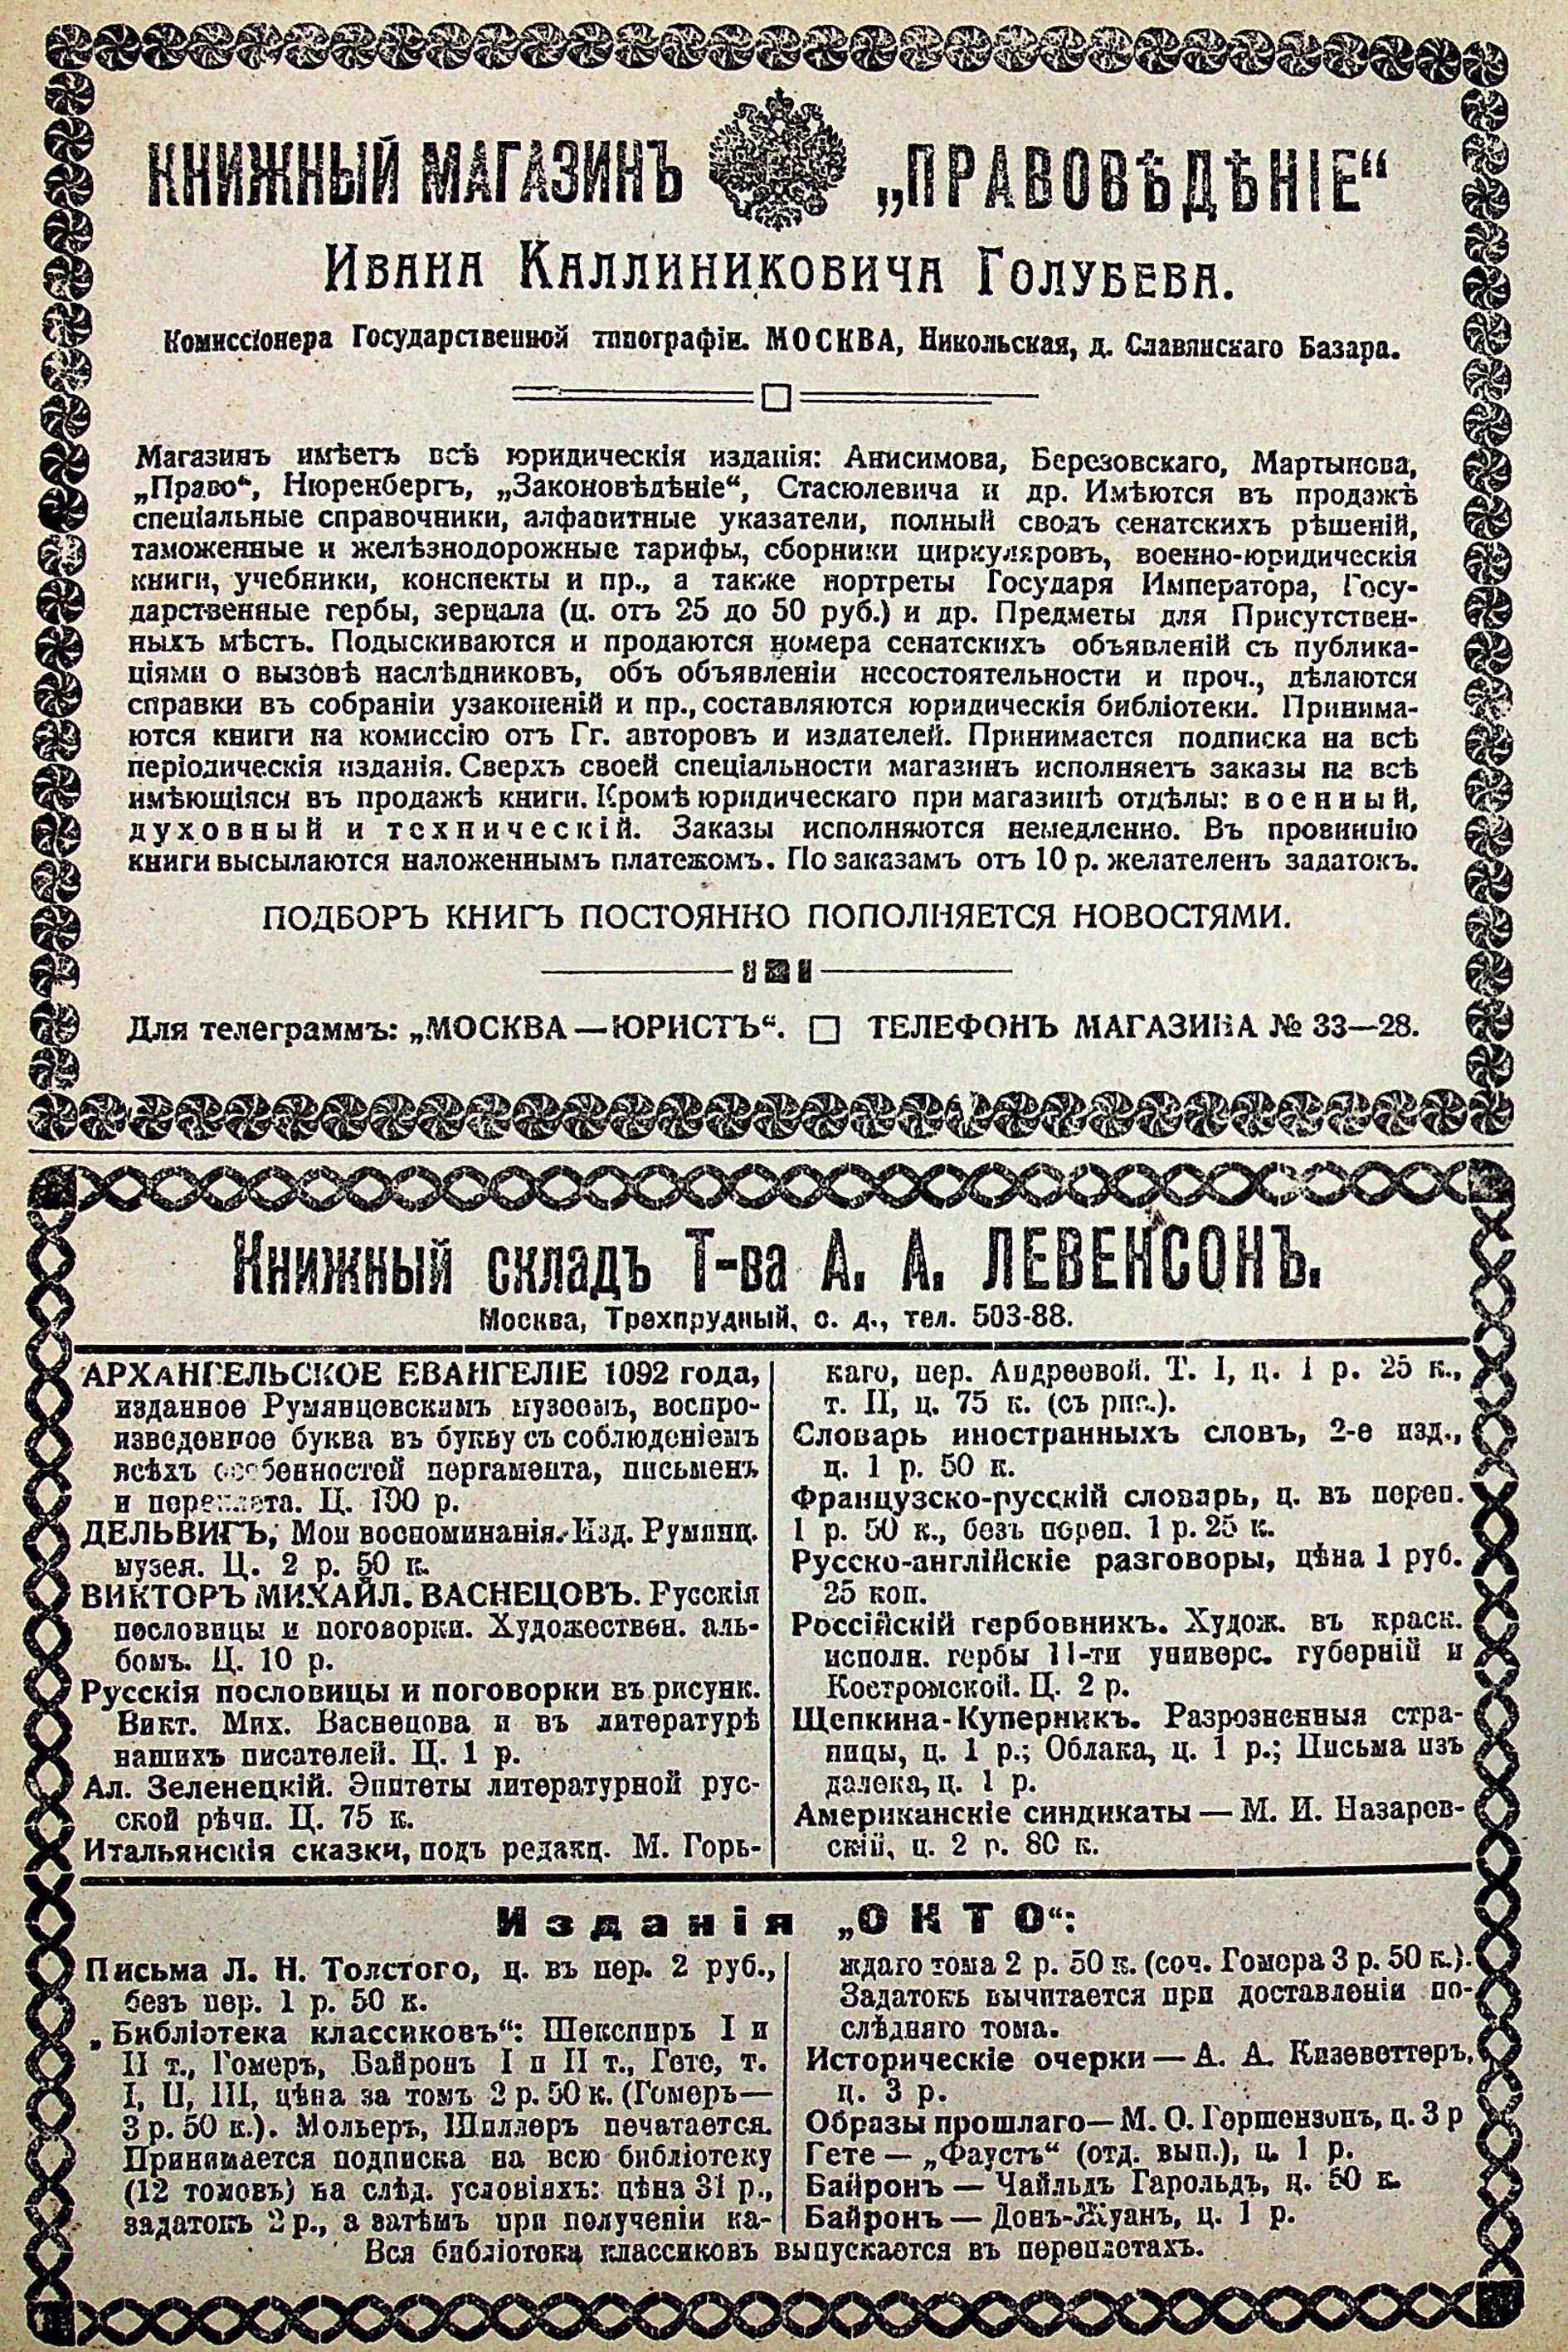 КНИЖНЫЙ МАГАЗИНЪ „ПРАВОВѢДѢНІЕ“
Ивана Каллиниковича Голубева.
Комиссіонера Государственной типографіи. МОСКВА, Никольская, д. Славянскаго Базара.
Магазинъ имѣетъ всѣ юридическія изданія: Анисимова, Березовскаго, Мартынова,
„Право“, Нюренбергъ, „Законовѣдѣніе“, Стасюлевича и др. Имѣются въ продажѣ
спеціальные справочники, алфавитные указатели, полный сводъ сенатскихъ рѣшеній,
таможенные и желѣзнодорожные тарифы, сборники циркуляровъ, военно-юридическія
книги, учебники, конспекты и пр., а также портреты Государя Императора, Госу-
дарственные гербы, зерцала (ц. отъ 25 до 50 руб.) и др. Предметы для Присутствен-
ныхъ мѣстъ. Подыскиваются и продаются номера сенатскихъ объявленій съ публика-
ціями о вызовѣ наслѣдниковъ, объ объявленіи несостоятельности и проч., дѣлаются
справки въ собраніи узаконеній и пр., составляются юридическія библіотеки. Принима-
ются книги на комиссію отъ Гг. авторовъ и издателей. Принимается подписка на всѣ
періодическія изданія. Сверхъ своей спеціальности магазинъ исполняетъ заказы на всѣ
имѣющіяся въ продажѣ книги. Кромѣ юридическаго при магазинѣ отдѣлы: военный,
духовный и техническій. Заказы исполняются немедленно. Въ провинцію
книги высылаются наложеннымъ платежомъ. По заказамъ отъ 10 р. желателенъ задатокъ.
ПОДБОРЪ КНИГЪ ПОСТОЯННО ПОПОЛНЯЕТСЯ НОВОСТЯМИ.
Для телеграммъ: „МОСКВА—ЮРИСТЪ“. ТЕЛЕФОНЪ МАГАЗИНА № 33—28.
Книжный складъ Т-ва А. А. ЛЕВЕНСОНЪ.
Москва, Трехпрудный, с. д., тел. 503-88.
АРХАНГЕЛЬСКОЕ ЕВАНГЕЛІЕ 1092 года,
изданное Румянцовскимъ музеемъ, воспро-
изведенное буква въ букву съ соблюденіемъ
всѣхъ особенностей пергамента, письменъ
и переплета. Ц. 100 р.
ДЕЛЬВИГЪ, Мои воспоминанія. Изд. Румянц.
музея. Ц. 2 р. 50 к.
ВИКТОРЪ МИХАЙЛ. ВАСНЕЦОВЪ. Русскія
пословицы и поговорки. Художествен. аль-
бомъ. Ц. 10 р.
Русскія пословицы и поговорки въ рисунк.
Викт. Мих. Васнецова и въ литературѣ
нашихъ писателей. Ц. 1 р.
Ал. Зеленецкій. Эпитеты литературной рус-
ской рѣчи. Ц. 75 к.
Итальянскія сказки, подъ редакц. М. Горь-
каго, пер. Андреевой. Т. I, ц. 1 р. 25 к.,
т. II, ц. 75 к. (съ рис.).
Словарь иностранныхъ словъ, 2-е изд.,
ц. 1 р. 50 к.
Французско-русскій словарь, ц. въ переп.
1 р. 50 к., безъ переп. 1 р. 25 к.
Русско-англійскіе разговоры, цѣна 1 руб.
25 коп.
Россійскій гербовникъ. Худож. въ краск.
исполн. гербы 11-ти универс. губерній и
Костромской. Ц. 2 р.
Щепкина-Куперникъ. Разрозненныя стра-
ницы, ц. 1 р.; Облака, ц. 1 р.; Письма изъ
далека, ц. 1 р.
Американскіе синдикаты — М. И. Назарев-
скій, ц. 2 р. 80 к.
Изданія „ОКТО“:
Письма Л. Н. Толстого, ц. въ пер. 2 руб.,
безъ пер. 1 р. 50 к.
„Библіотека классиковъ“: Шекспиръ I и
II т., Гомеръ, Байронъ I и II т., Гете, т.
I, II, III, цѣна за томъ 2 р. 50 к. (Гомеръ—
3 р. 50 к.). Мольеръ, Шиллеръ печатается.
Принимается подписка на всю библіотеку
(12 томовъ) на слѣд. условіяхъ: цѣна 31 р.,
задатокъ 2 р., а затѣмъ при полученіи ка-
ждаго тома 2 р. 50 к. (соч. Гомера 3 р. 50 к.).
Задатокъ вычитается при доставленіи по-
слѣдняго тома.
Историческіе очерки — А. А. Кизеветтеръ,
ц. 3 р.
Образы прошлаго—М. О. Гершензонъ, ц. 3 р
Гете — „Фаустъ“ (отд. вып.), ц. 1 р.
Байронъ — Чайльдъ Гарольдъ, ц. 50 к.
Байронъ — Донъ-Жуанъ, ц. 1 р.
Вся библіотека классиковъ выпускается въ переплетахъ.